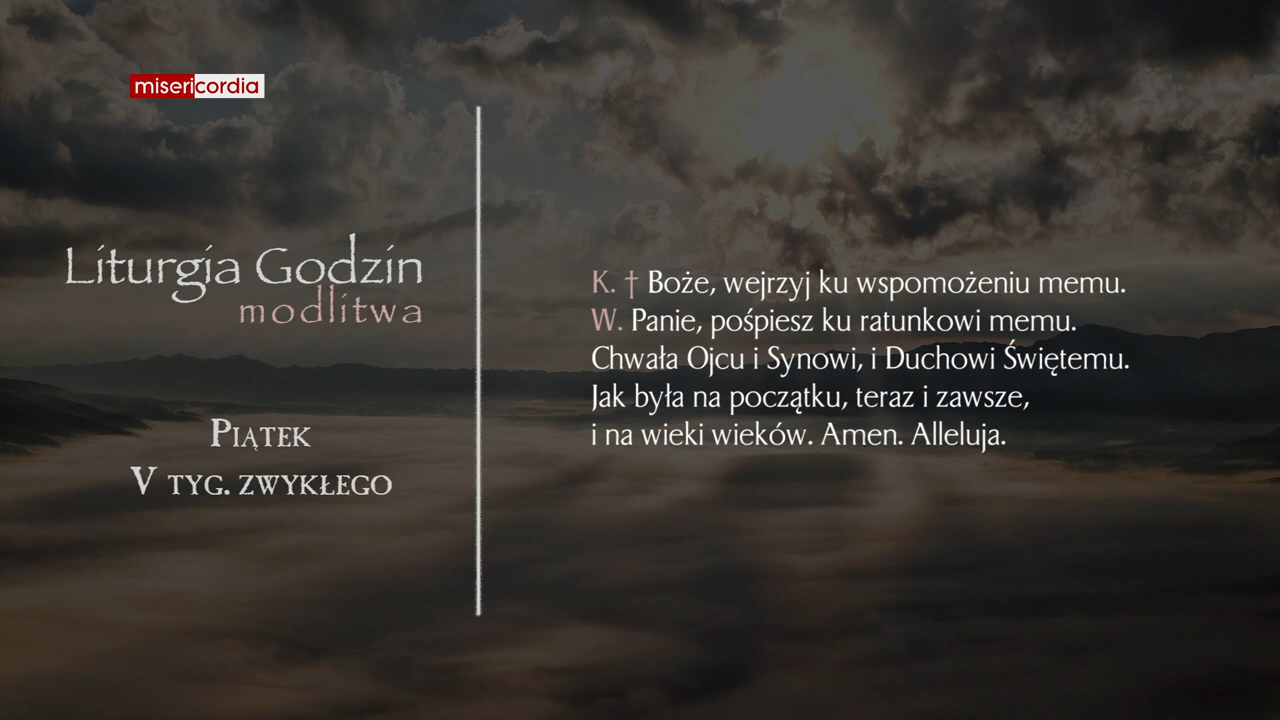 misericordia
Liturgia Godzin
modlitwa
Piątek
V tyg. zwykłego
K. † Boże, wejrzyj ku wspomożeniu memu.
W. Panie, pośpiesz ku ratunkowi memu.
Chwała Ojcu i Synowi, i Duchowi Świętemu.
Jak była na początku, teraz i zawsze,
i na wieki wieków. Amen. Alleluja.